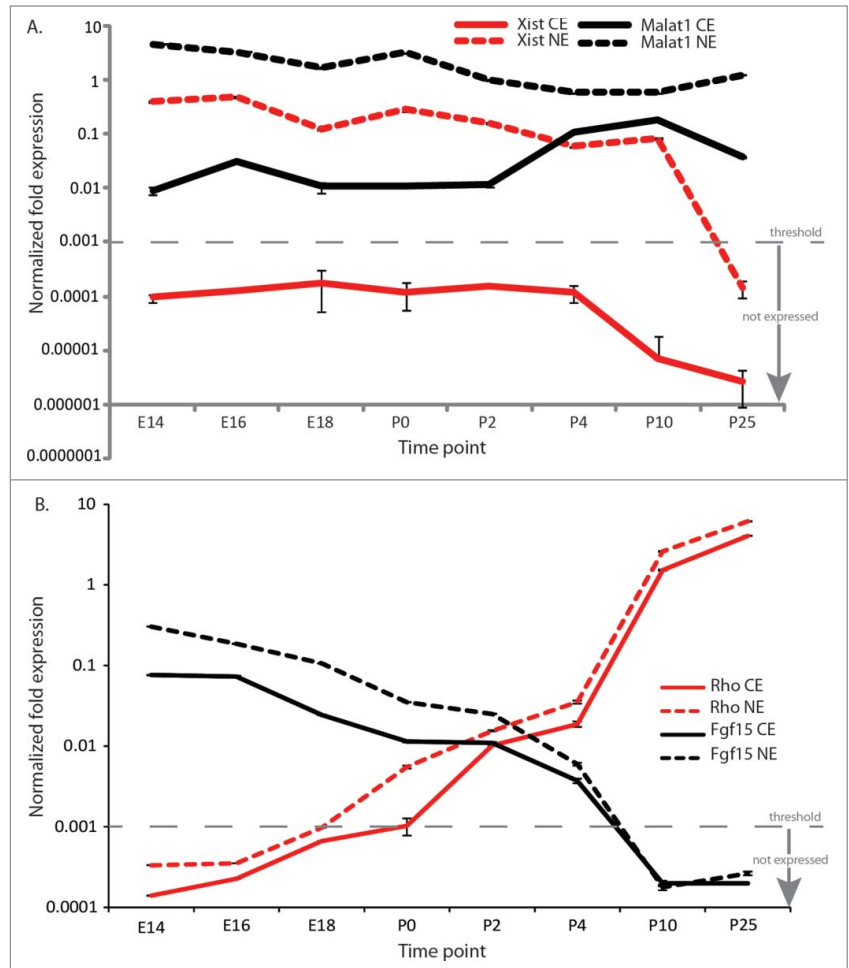 A.
Xist CE
Malat1 CE
Xist NE
Malat1 NE
Normalized fold expression
10
1
0.1
0.01
0.001
0.0001
0.00001
0.000001
0.0000001
threshold
not expressed
E14 E16 E18 P0 P2 P4 P10 P25
Time point
B.
Normalized fold expression
10
1
0.1
0.01
0.001
0.0001
Rho CE
Rho NE
Fgf15 CE
Fgf15 NE
threshold
not expressed
E14 E16 E18 P0 P2 P4 P10 P25
Time point